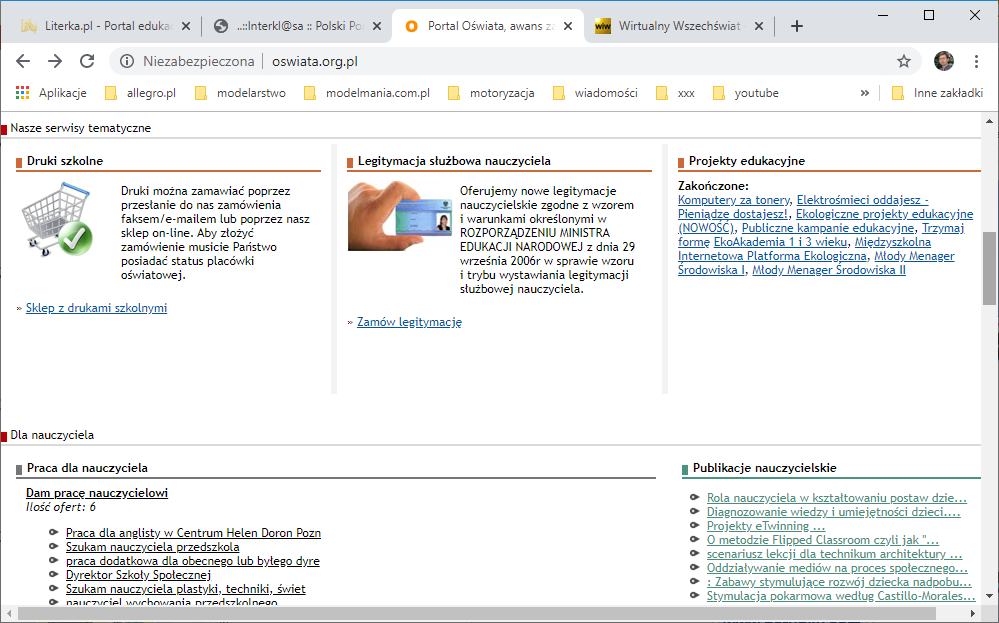 Literka.pl - Portal eduka
..::Interkl@sa :: Polski Po
Portal Oświata, awans za
wiw
Wirtualny Wszechświat
Niezabezpieczona
oswiata.org.pl
Aplikacje
allegro.pl
modelarstwo
modelmania.com.pl
motoryzacja
wiadomości
xxx
youtube
»
Inne zakładki
Nasze serwisy tematyczne
Druki szkolne
Druki można zamawiać poprzez
przesłanie do nas zamówienia
faksem/e-mailem lub poprzez nasz
sklep on-line. Aby złożyć
zamówienie musicie Państwo
posiadać status placówki
oświatowej.
» Sklep z drukami szkolnymi
Legitymacja służbowa nauczyciela
Oferujemy nowe legitymacje
nauczycielskie zgodne z wzorem
i warunkami określonymi w
ROZPORZĄDZENIU MINISTRA
EDUKACJI NARODOWEJ z dnia 29
września 2006r w sprawie wzoru
i trybu wystawiania legitymacji
służbowej nauczyciela.
» Zamów legitymację
Projekty edukacyjne
Zakończone:
Komputery za tonery, Elektrośmieci oddajesz -
Pieniądze dostajesz!, Ekologiczne projekty edukacyjne
(NOWOŚĆ), Publiczne kampanie edukacyjne, Trzymaj
formę EkoAkademia 1 i 3 wieku, Międzyszkolna
Internetowa Platforma Ekologiczna, Młody Menager
Środowiska I, Młody Menager Środowiska II
Dla nauczyciela
Praca dla nauczyciela
Dam pracę nauczycielowi
Ilość ofert: 6
Praca dla anglisty w Centrum Helen Doron Pozn
Szukam nauczyciela przedszkola
praca dodatkowa dla obecnego lub byłego dyre
Dyrektor Szkoły Społecznej
Szukam nauczyciela plastyki, techniki, świet
nauczyciel wychowania przedszkolnego
Publikacje nauczycielskie
Rola nauczyciela w kształtowaniu postaw dzie...
Diagnozowanie wiedzy i umiejętności dzieci....
Projekty eTwinning ...
O metodzie Flipped Classroom czyli jak "...
scenariusz lekcji dla technikum architektury ...
Oddziaływanie mediów na proces społecznego...
: Zabawy stymulujące rozwój dziecka nadpobu...
Stymulacja pokarmowa według Castillo-Morales...